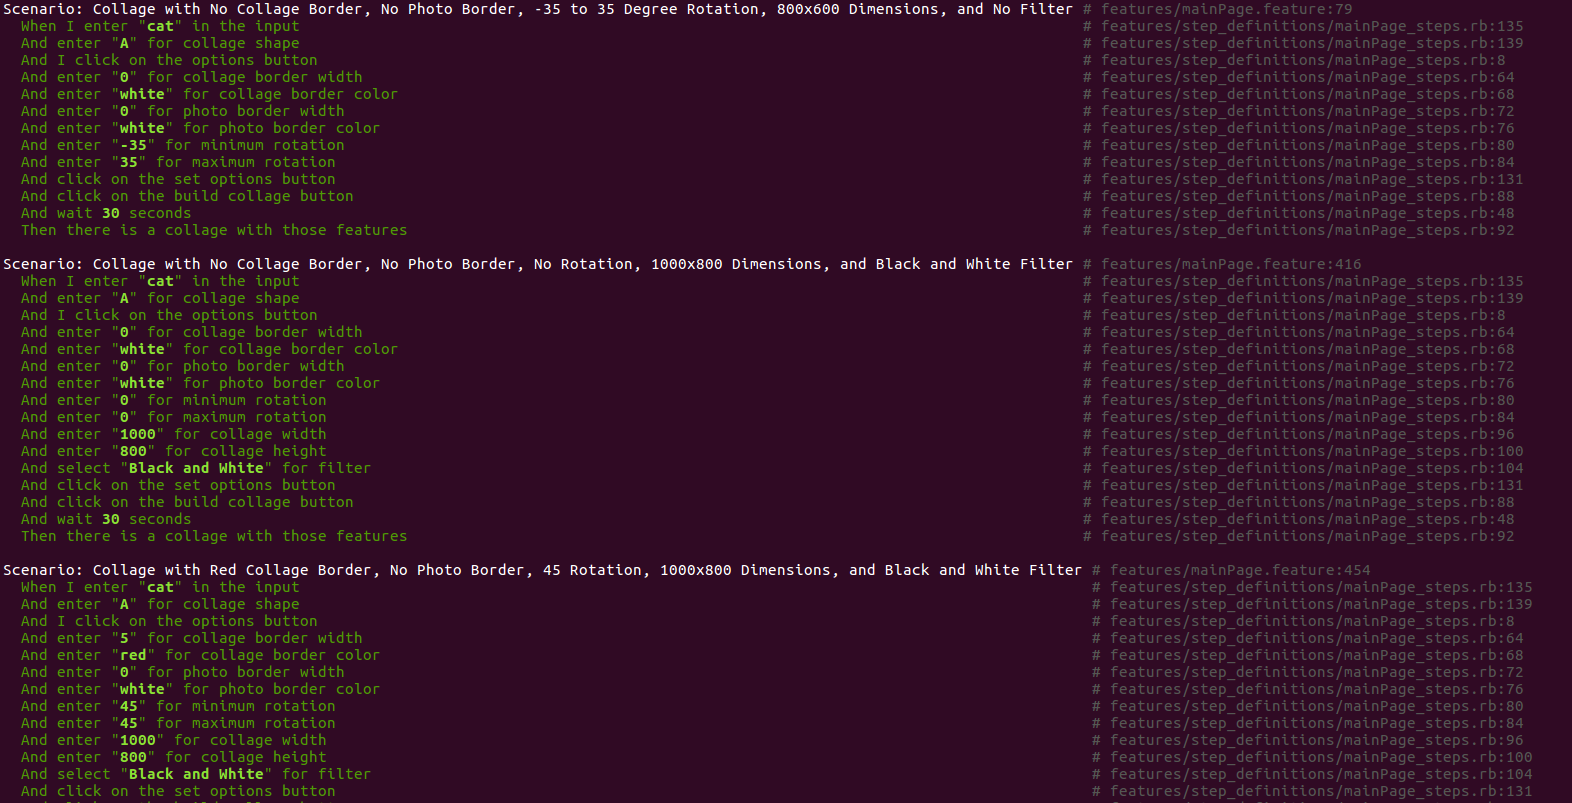 Scenario: Collage with No Collage Border, No Photo Border, -35 to 35 Degree Rotation, 800x600 Dimensions, and No Filter # features/mainPage.feature:79
When I enter "cat" in the input # features/step_definitions/mainPage_steps.rb:135
And enter "A" for collage shape # features/step_definitions/mainPage_steps.rb:139
And I click on the options button # features/step_definitions/mainPage_steps.rb:8
And enter "0" for collage border width # features/step_definitions/mainPage_steps.rb:64
And enter "white" for collage border color # features/step_definitions/mainPage_steps.rb:68
And enter "0" for photo border width # features/step_definitions/mainPage_steps.rb:72
And enter "white" for photo border color # features/step_definitions/mainPage_steps.rb:76
And enter "-35" for minimum rotation # features/step_definitions/mainPage_steps.rb:80
And enter "35" for maximum rotation # features/step_definitions/mainPage_steps.rb:84
And click on the set options button # features/step_definitions/mainPage_steps.rb:131
And click on the build collage button # features/step_definitions/mainPage_steps.rb:88
And wait 30 seconds # features/step_definitions/mainPage_steps.rb:48
Then there is a collage with those features # features/step_definitions/mainPage_steps.rb:92
Scenario: Collage with No Collage Border, No Photo Border, No Rotation, 1000x800 Dimensions, and Black and White Filter # features/mainPage.feature:416
When I enter "cat" in the input # features/step_definitions/mainPage_steps.rb:135
And enter "A" for collage shape # features/step_definitions/mainPage_steps.rb:139
And I click on the options button # features/step_definitions/mainPage_steps.rb:8
And enter "0" for collage border width # features/step_definitions/mainPage_steps.rb:64
And enter "white" for collage border color # features/step_definitions/mainPage_steps.rb:68
And enter "0" for photo border width # features/step_definitions/mainPage_steps.rb:72
And enter "white" for photo border color # features/step_definitions/mainPage_steps.rb:76
And enter "0" for minimum rotation # features/step_definitions/mainPage_steps.rb:80
And enter "0" for maximum rotation # features/step_definitions/mainPage_steps.rb:84
And enter "1000" for collage width # features/step_definitions/mainPage_steps.rb:96
And enter "800" for collage height # features/step_definitions/mainPage_steps.rb:100
And select "Black and White" for filter # features/step_definitions/mainPage_steps.rb:104
And click on the set options button # features/step_definitions/mainPage_steps.rb:131
And click on the build collage button # features/step_definitions/mainPage_steps.rb:88
And wait 30 seconds # features/step_definitions/mainPage_steps.rb:48
Then there is a collage with those features # features/step_definitions/mainPage_steps.rb:92
Scenario: Collage with Red Collage Border, No Photo Border, 45 Rotation, 1000x800 Dimensions, and Black and White Filter # features/mainPage.feature:454
When I enter "cat" in the input # features/step_definitions/mainPage_steps.rb:135
And enter "A" for collage shape # features/step_definitions/mainPage_steps.rb:139
And I click on the options button # features/step_definitions/mainPage_steps.rb:8
And enter "5" for collage border width # features/step_definitions/mainPage_steps.rb:64
And enter "red" for collage border color # features/step_definitions/mainPage_steps.rb:68
And enter "0" for photo border width # features/step_definitions/mainPage_steps.rb:72
And enter "white" for photo border color # features/step_definitions/mainPage_steps.rb:76
And enter "45" for minimum rotation # features/step_definitions/mainPage_steps.rb:80
And enter "45" for maximum rotation # features/step_definitions/mainPage_steps.rb:84
And enter "1000" for collage width # features/step_definitions/mainPage_steps.rb:96
And enter "800" for collage height # features/step_definitions/mainPage_steps.rb:100
And select "Black and White" for filter # features/step_definitions/mainPage_steps.rb:104
And click on the set options button # features/step_definitions/mainPage_steps.rb:131